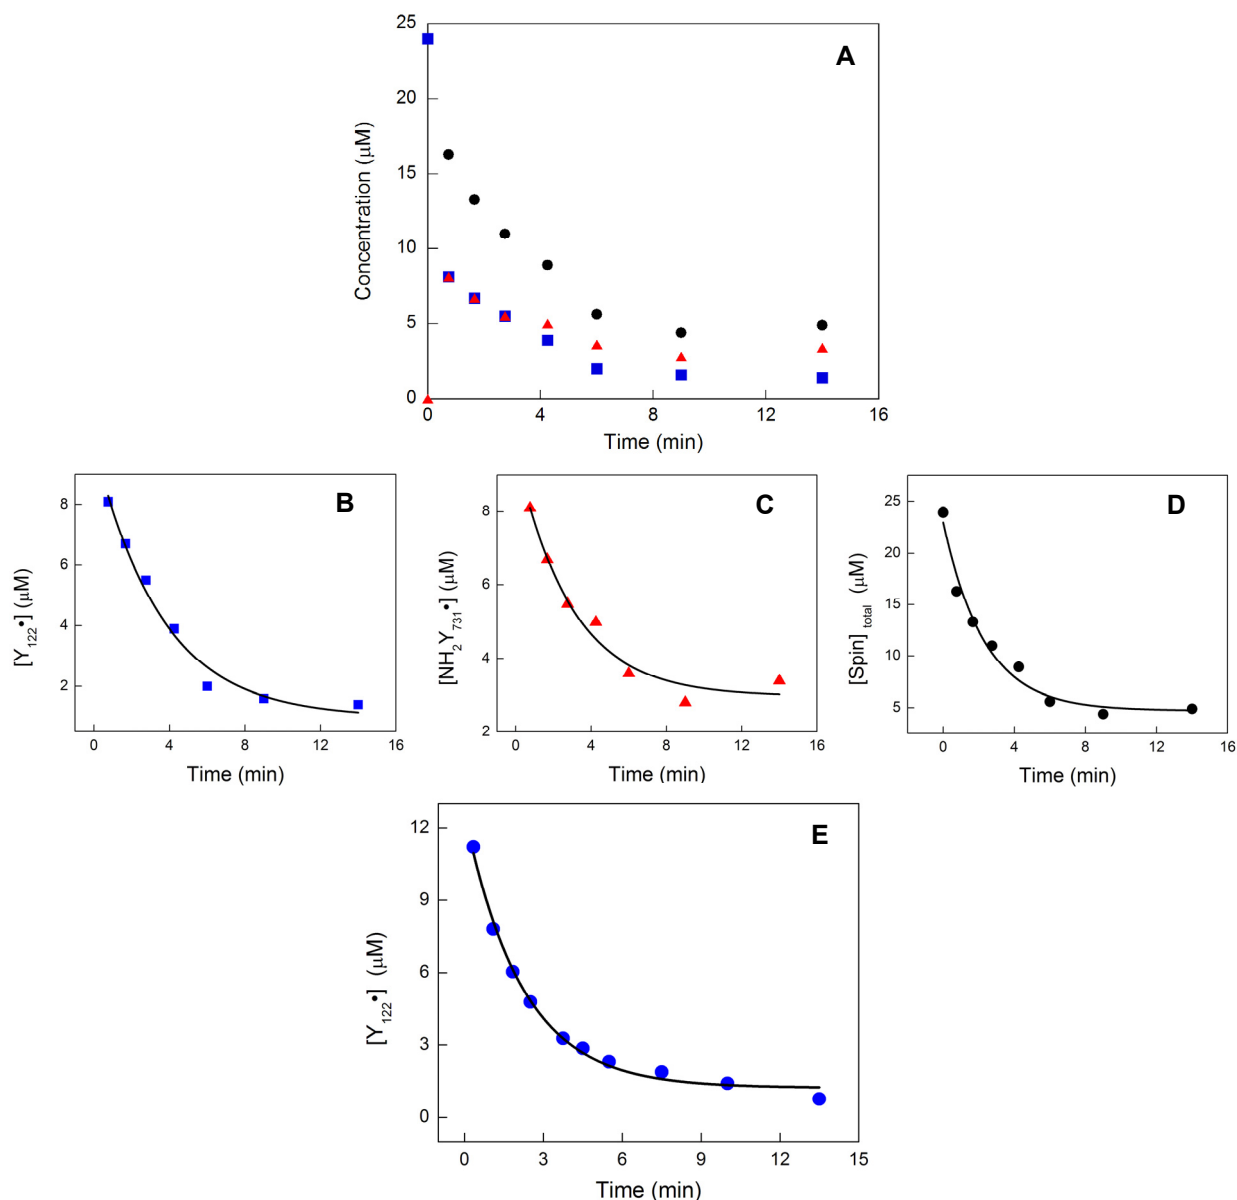 A
25
20
15
10
5
0
Concentration (μM)
0 4 8 12 16
Time (min)
B
8
6
4
2
[Y₁₂₂•] (μM)
0 4 8 12 16
Time (min)
C
8
6
4
2
[NH₂Y₇₃₁•] (μM)
0 4 8 12 16
Time (min)
D
25
20
15
10
5
[Spin] total (μM)
0 4 8 12 16
Time (min)
E
12
9
6
3
0
[Y₁₂₂•] (μM)
0 3 6 9 12 15
Time (min)